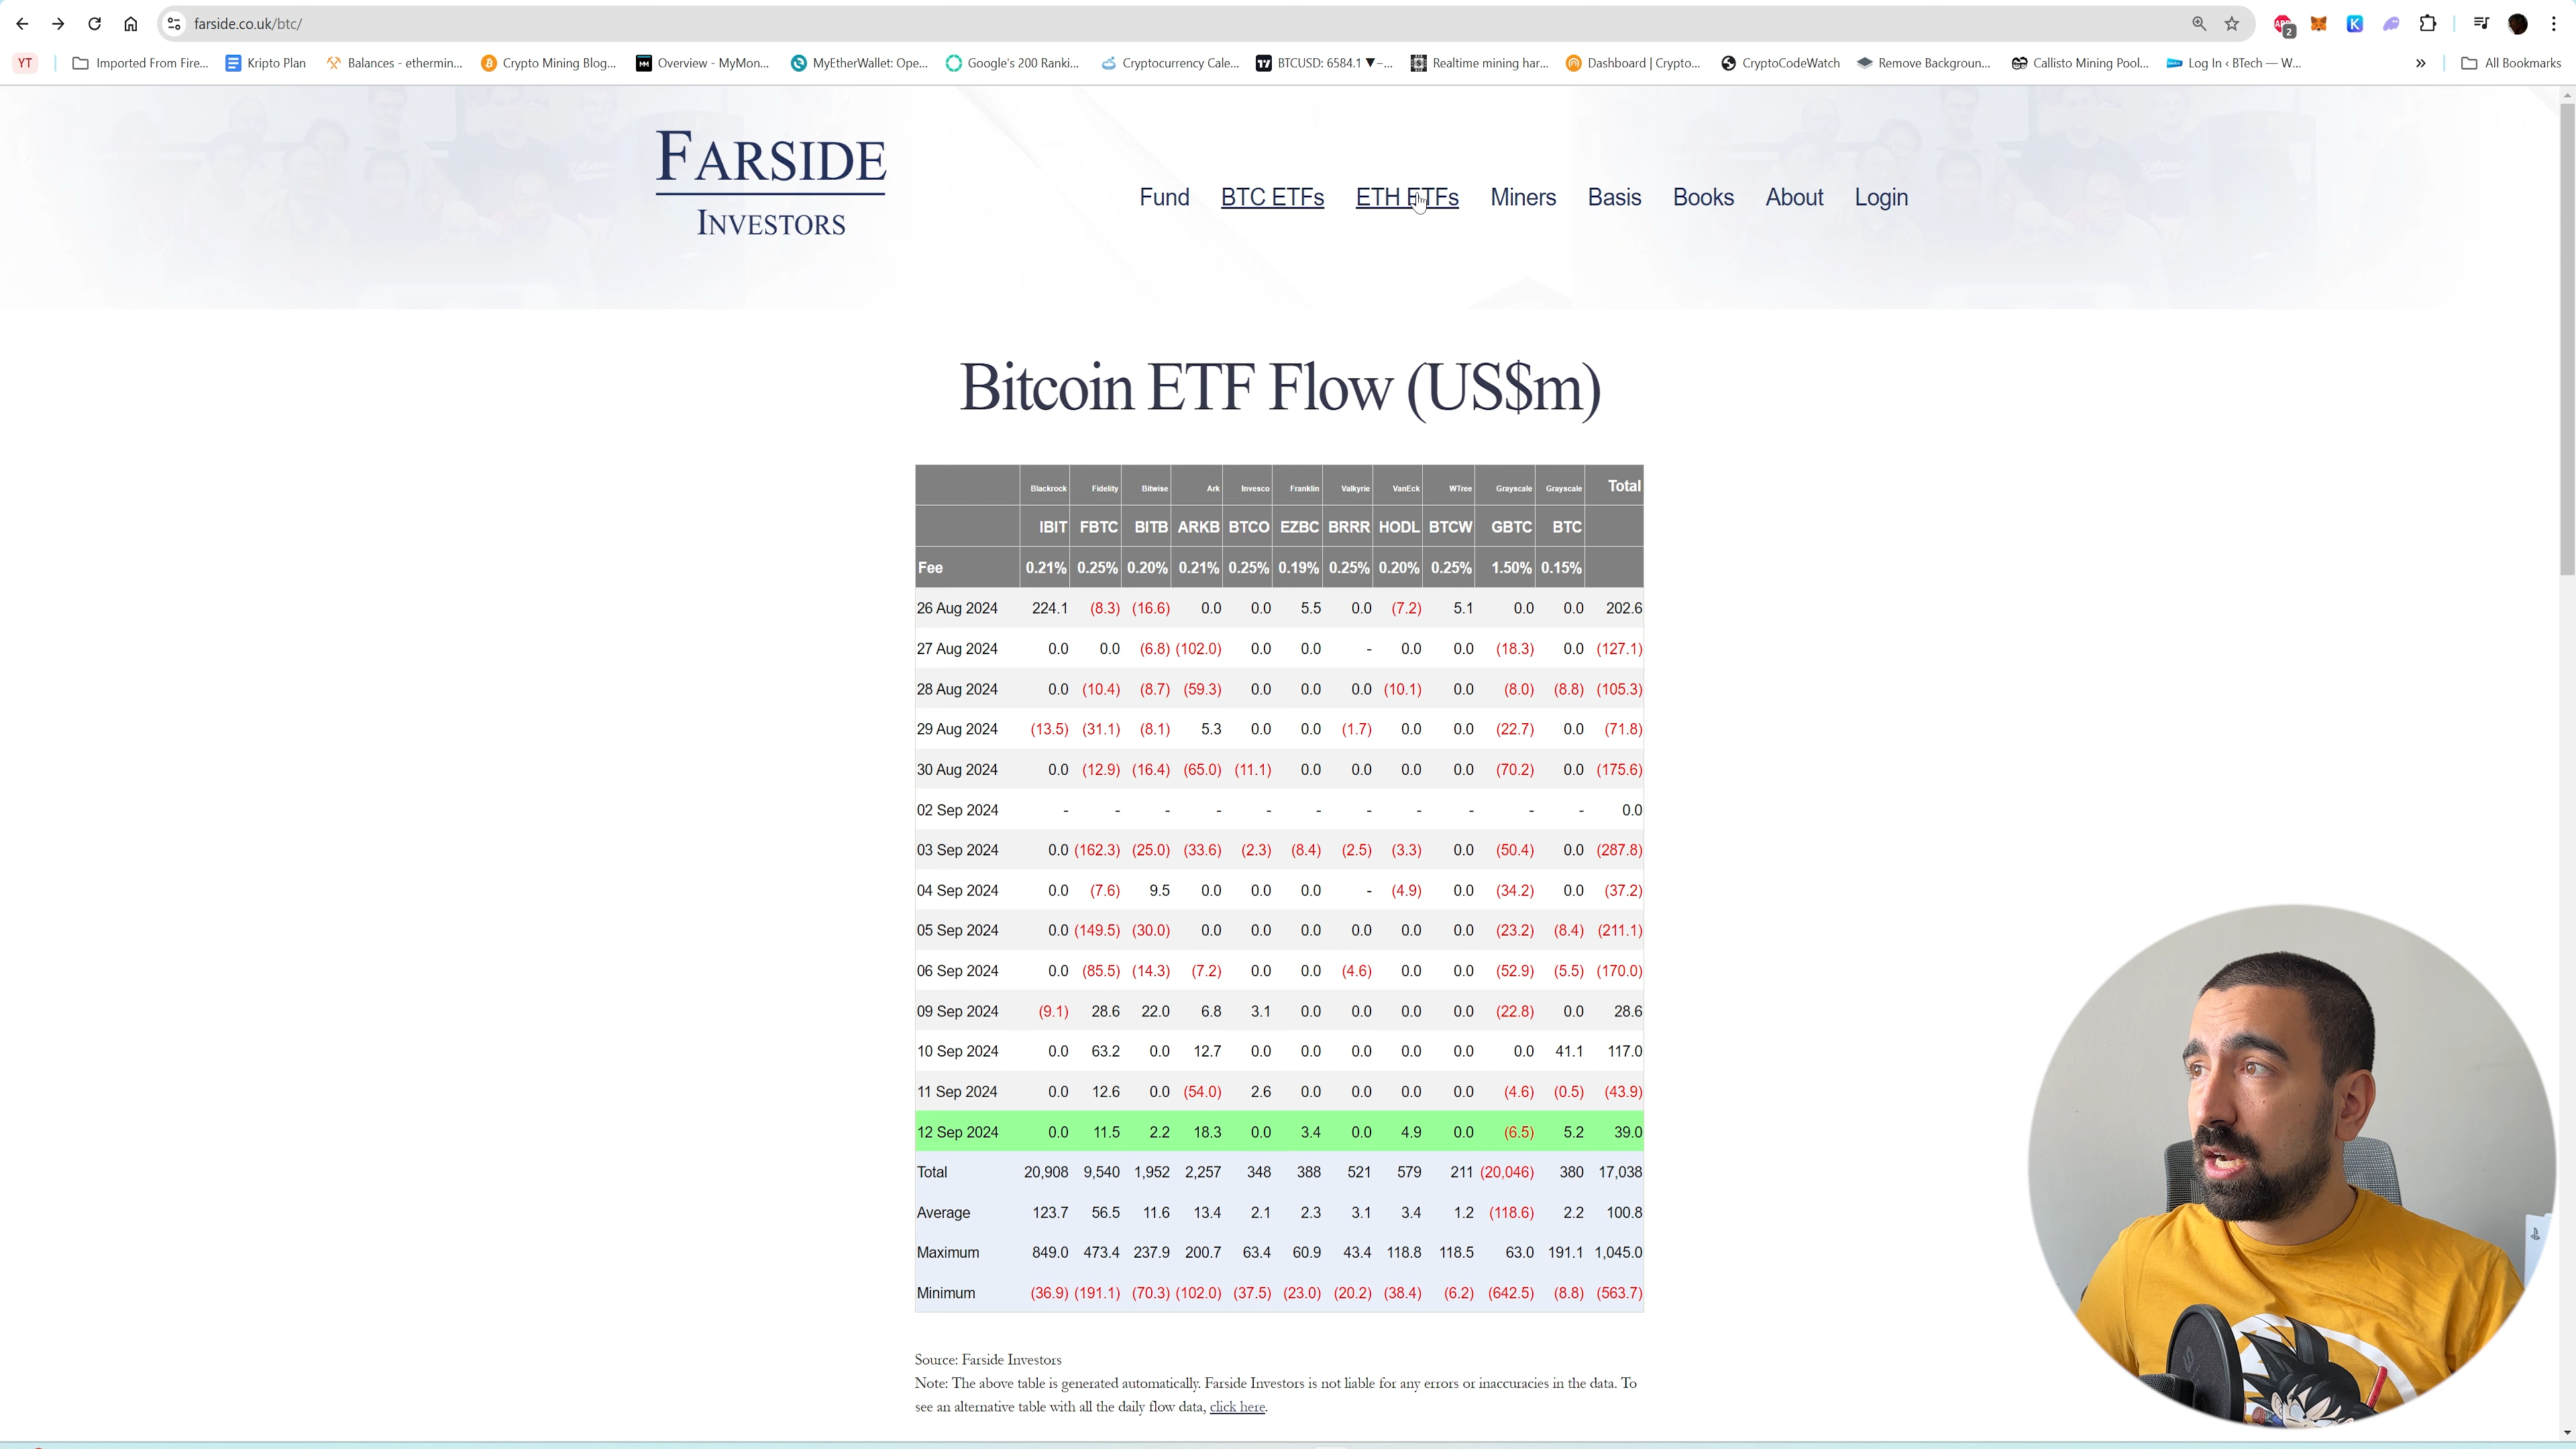 farside.co.uk/btc/
2
YT Imported From Fire... Kripto Plan Balances - ethermin... Crypto Mining Blog... Overview - MyMon... MyEtherWallet: Ope... Google's 200 Ranki... Cryptocurrency Cale... BTCUSD: 6584.1 ▼−... Realtime mining har... Dashboard | Crypto... CryptoCodeWatch Remove Backgroun... Callisto Mining Pool... Log In ‹ BTech — W... » All Bookmarks
FARSIDE
INVESTORS
Fund BTC ETFs ETH ETFs Miners Basis Books About Login
Bitcoin ETF Flow (US$m)
Blackrock Fidelity Bitwise Ark Invesco Franklin Valkyrie VanEck WTree Grayscale Grayscale Total
IBIT FBTC BITB ARKB BTCO EZBC BRRR HODL BTCW GBTC BTC
Fee 0.21% 0.25% 0.20% 0.21% 0.25% 0.19% 0.25% 0.20% 0.25% 1.50% 0.15%
26 Aug 2024 224.1 (8.3) (16.6) 0.0 0.0 5.5 0.0 (7.2) 5.1 0.0 0.0 202.6
27 Aug 2024 0.0 0.0 (6.8) (102.0) 0.0 0.0 - 0.0 0.0 (18.3) 0.0 (127.1)
28 Aug 2024 0.0 (10.4) (8.7) (59.3) 0.0 0.0 0.0 (10.1) 0.0 (8.0) (8.8) (105.3)
29 Aug 2024 (13.5) (31.1) (8.1) 5.3 0.0 0.0 (1.7) 0.0 0.0 (22.7) 0.0 (71.8)
30 Aug 2024 0.0 (12.9) (16.4) (65.0) (11.1) 0.0 0.0 0.0 0.0 (70.2) 0.0 (175.6)
02 Sep 2024 - - - - - - - - - - - 0.0
03 Sep 2024 0.0 (162.3) (25.0) (33.6) (2.3) (8.4) (2.5) (3.3) 0.0 (50.4) 0.0 (287.8)
04 Sep 2024 0.0 (7.6) 9.5 0.0 0.0 0.0 - (4.9) 0.0 (34.2) 0.0 (37.2)
05 Sep 2024 0.0 (149.5) (30.0) 0.0 0.0 0.0 0.0 0.0 0.0 (23.2) (8.4) (211.1)
06 Sep 2024 0.0 (85.5) (14.3) (7.2) 0.0 0.0 (4.6) 0.0 0.0 (52.9) (5.5) (170.0)
09 Sep 2024 (9.1) 28.6 22.0 6.8 3.1 0.0 0.0 0.0 0.0 (22.8) 0.0 28.6
10 Sep 2024 0.0 63.2 0.0 12.7 0.0 0.0 0.0 0.0 0.0 0.0 41.1 117.0
11 Sep 2024 0.0 12.6 0.0 (54.0) 2.6 0.0 0.0 0.0 0.0 (4.6) (0.5) (43.9)
12 Sep 2024 0.0 11.5 2.2 18.3 0.0 3.4 0.0 4.9 0.0 (6.5) 5.2 39.0
Total 20,908 9,540 1,952 2,257 348 388 521 579 211 (20,046) 380 17,038
Average 123.7 56.5 11.6 13.4 2.1 2.3 3.1 3.4 1.2 (118.6) 2.2 100.8
Maximum 849.0 473.4 237.9 200.7 63.4 60.9 43.4 118.8 118.5 63.0 191.1 1,045.0
Minimum (36.9) (191.1) (70.3) (102.0) (37.5) (23.0) (20.2) (38.4) (6.2) (642.5) (8.8) (563.7)
Source: Farside Investors
Note: The above table is generated automatically. Farside Investors is not liable for any errors or inaccuracies in the data. To
see an alternative table with all the daily flow data, click here.